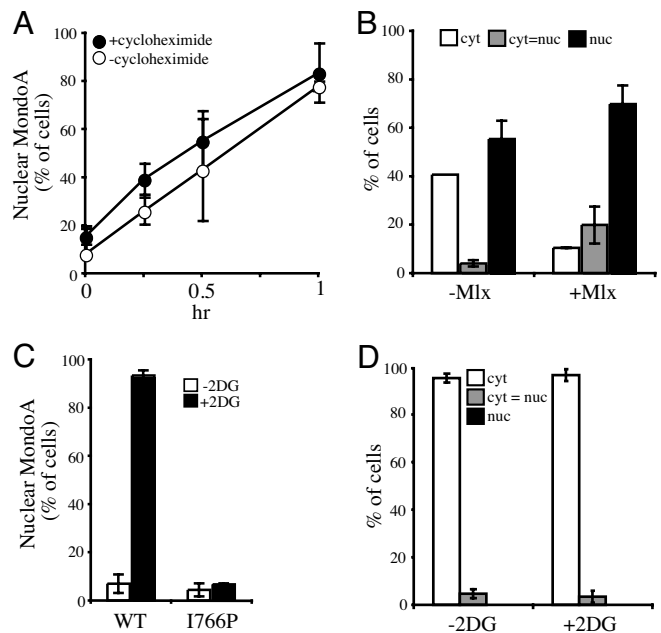 A
+cycloheximide
-cycloheximide
Nuclear MondoA
(% of cells)
100
80
60
40
20
0
0 0.5 1
hr
B
cyt cyt=nuc nuc
% of cells
100
80
60
40
20
0
-Mlx +Mlx
C
-2DG
+2DG
Nuclear MondoA
(% of cells)
100
80
60
40
20
0
WT I766P
D
cyt
cyt = nuc
nuc
% of cells
100
80
60
40
20
0
-2DG +2DG